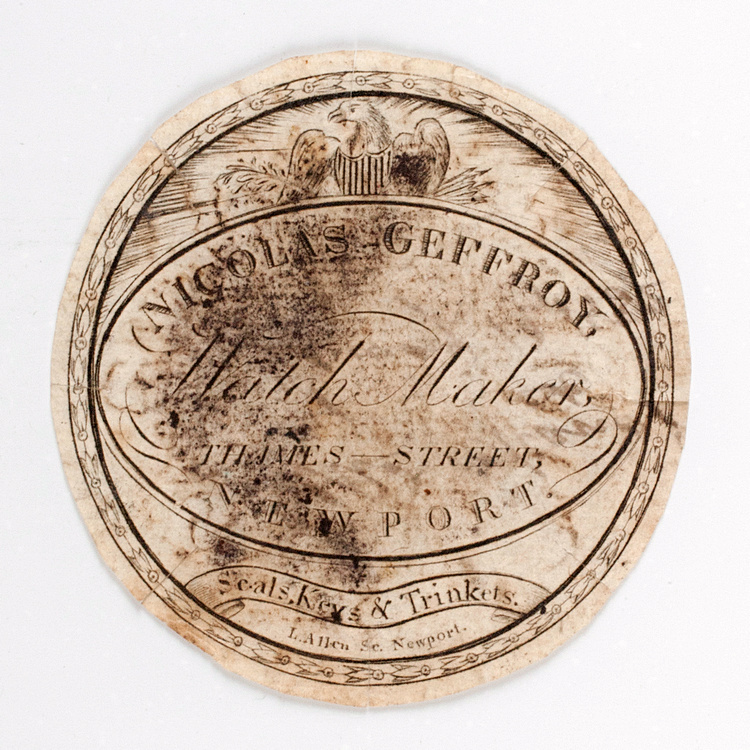 NICOLAS GEFFROY,
Watch Maker,
THAMES—STREET,
NEWPORT.
Seals, Keys & Trinkets.
L. Allen Sc. Newport.